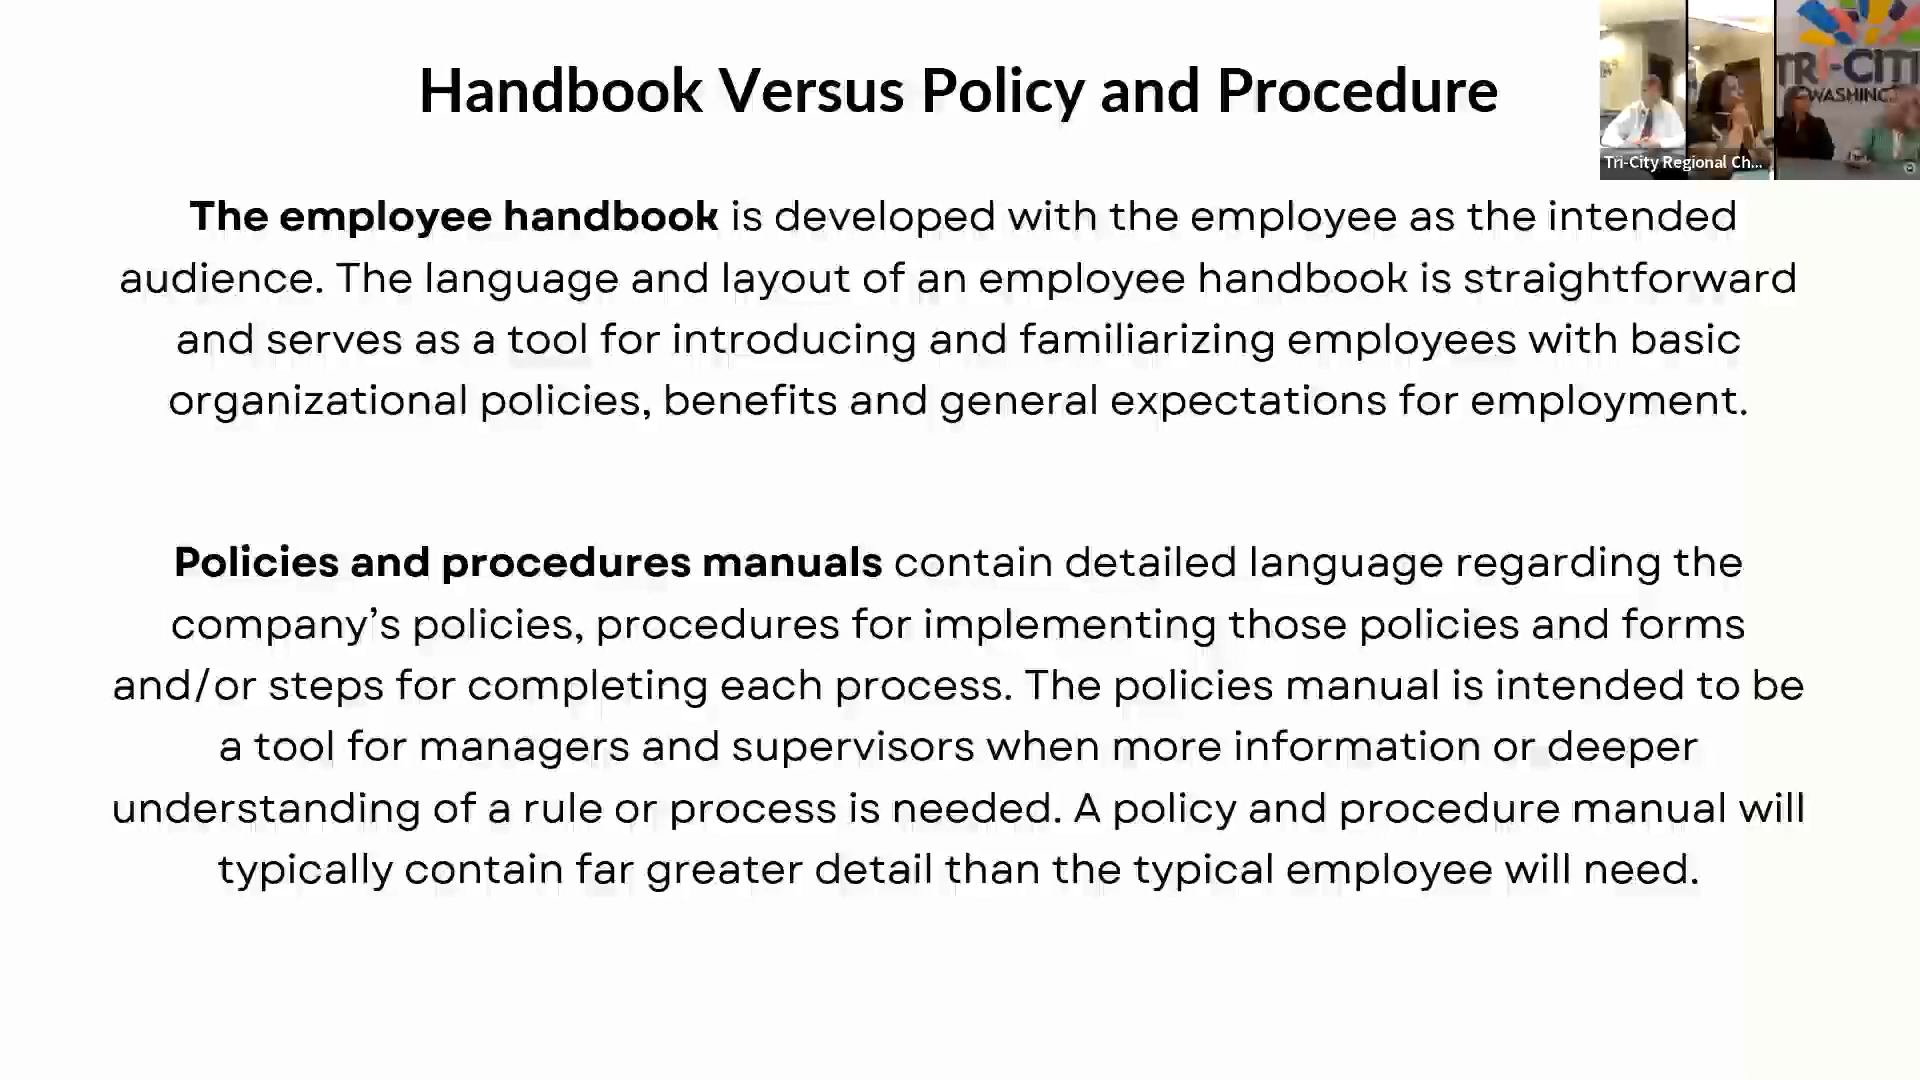 Handbook Versus Policy and Procedure
TRI-CITI
WASHING
Tri-City Regional Ch...
The employee handbook is developed with the employee as the intended
audience. The language and layout of an employee handbook is straightforward
and serves as a tool for introducing and familiarizing employees with basic
organizational policies, benefits and general expectations for employment.
Policies and procedures manuals contain detailed language regarding the
company’s policies, procedures for implementing those policies and forms
and/or steps for completing each process. The policies manual is intended to be
a tool for managers and supervisors when more information or deeper
understanding of a rule or process is needed. A policy and procedure manual will
typically contain far greater detail than the typical employee will need.